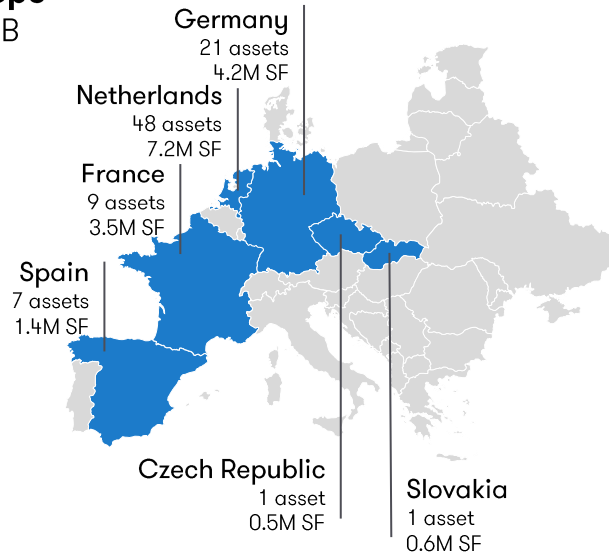 B
Germany
21 assets
4.2M SF
Netherlands
48 assets
7.2M SF
France
9 assets
3.5M SF
Spain
7 assets
1.4M SF
Czech Republic
1 asset
0.5M SF
Slovakia
1 asset
0.6M SF